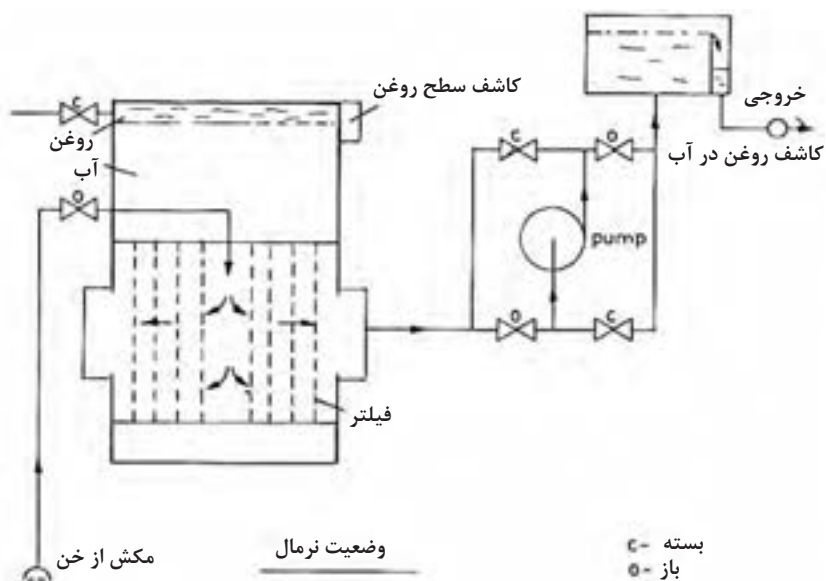 کاشف سطح روغن
خروجی
کاشف روغن در آب
c
روغن
آب
o
c
o
pump
o
c
فیلتر
مکش از خن
وضعیت نرمال
c- بسته
o- باز